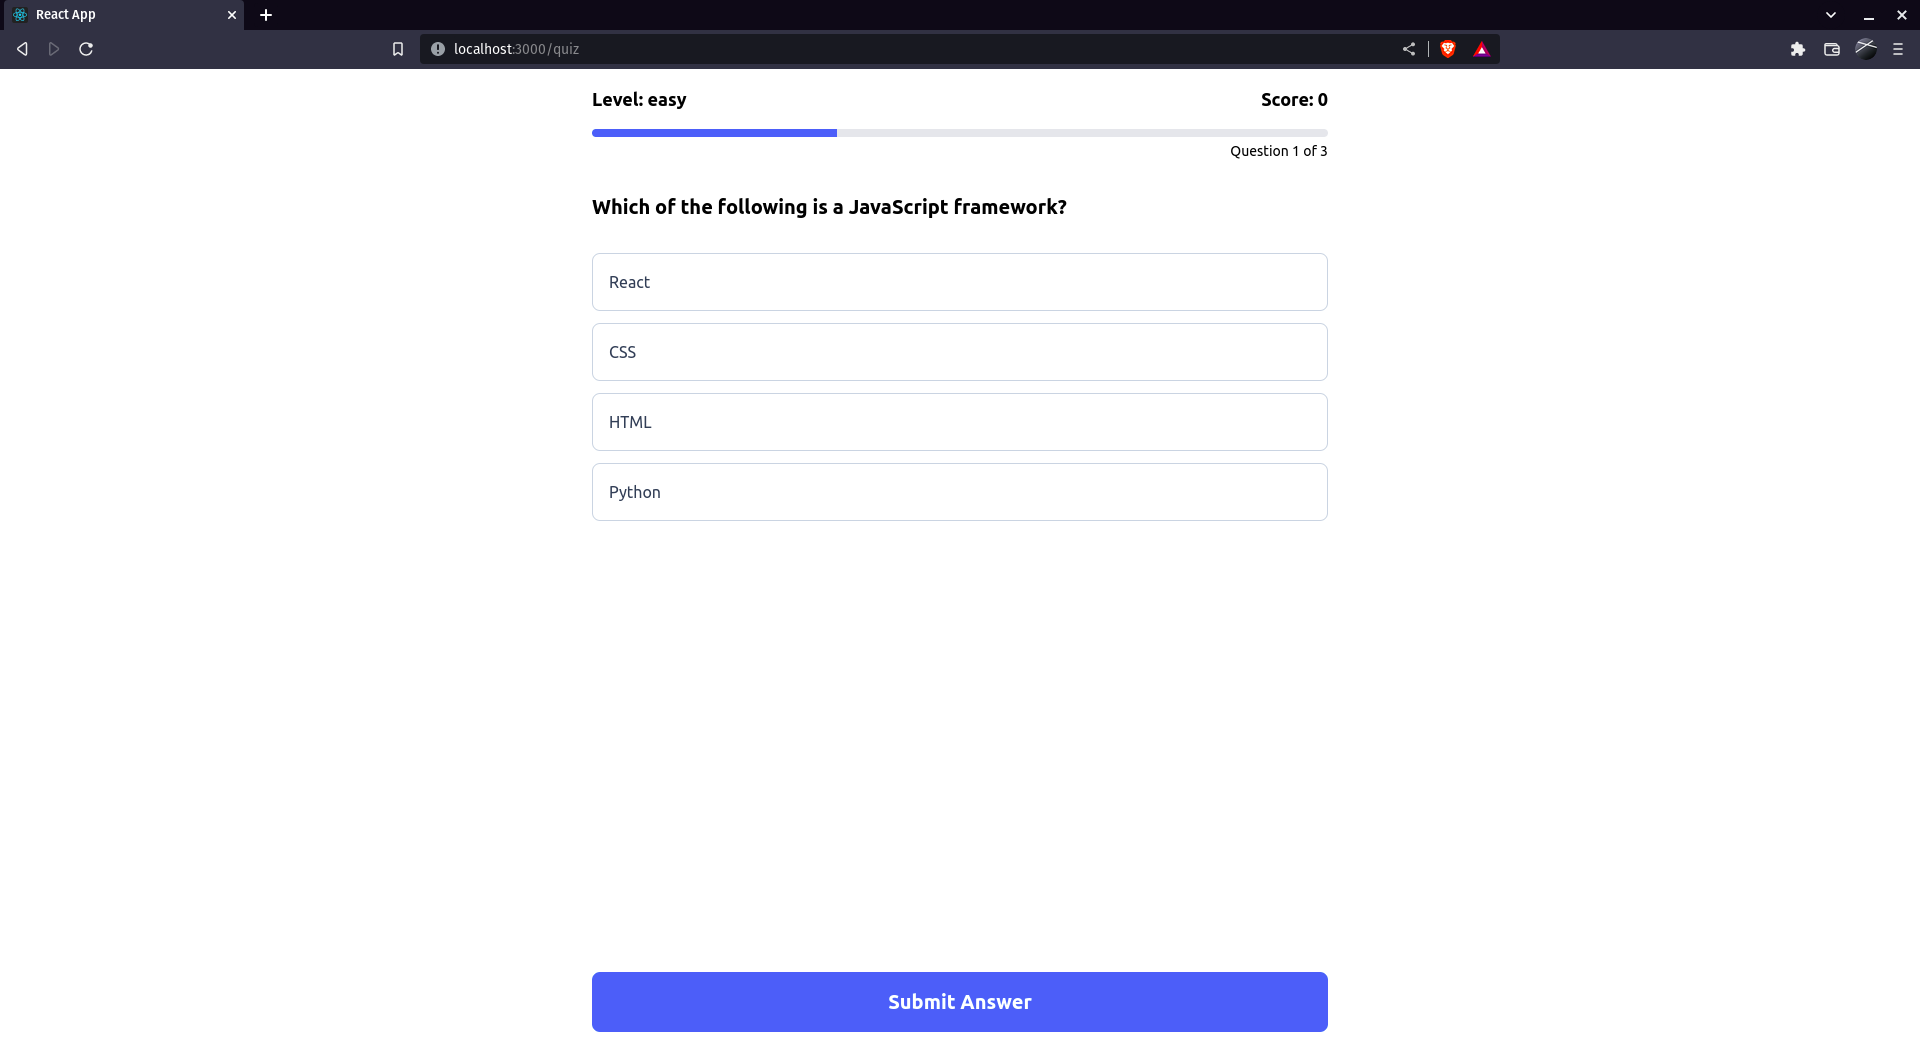 React App
localhost:3000/quiz
Level: easy
Score: 0
Question 1 of 3
Which of the following is a JavaScript framework?
React
CSS
HTML
Python
Submit Answer